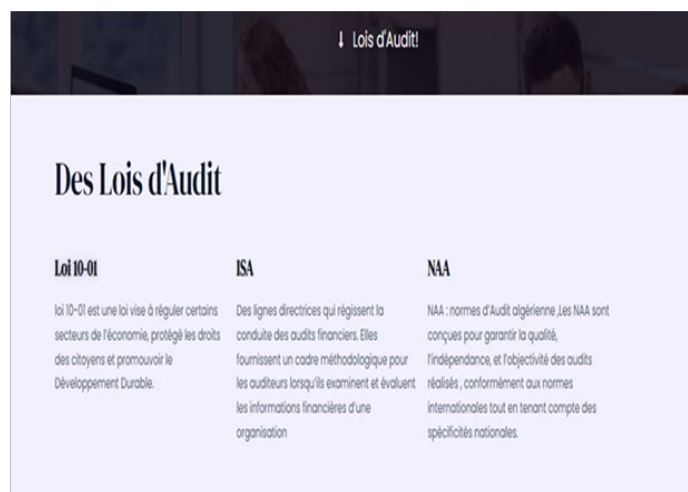 ↓ Lois d'Audit!
Des Lois d'Audit
Loi 10-01
loi 10-01 est une loi vise à réguler certains
secteurs de l'économie, protégé les droits
des citoyens et promouvoir le
Développement Durable.
ISA
Des lignes directrices qui régissent la
conduite des audits financiers. Elles
fournissent un cadre méthodologique pour
les auditeurs lorsqu'ils examinent et évaluent
les informations financières d'une
organisation
NAA
NAA : normes d'Audit algérienne ,Les NAA sont
conçues pour garantir la qualité,
l'indépendance, et l'objectivité des audits
réalisés , conformément aux normes
internationales tout en tenant compte des
spécificités nationales.